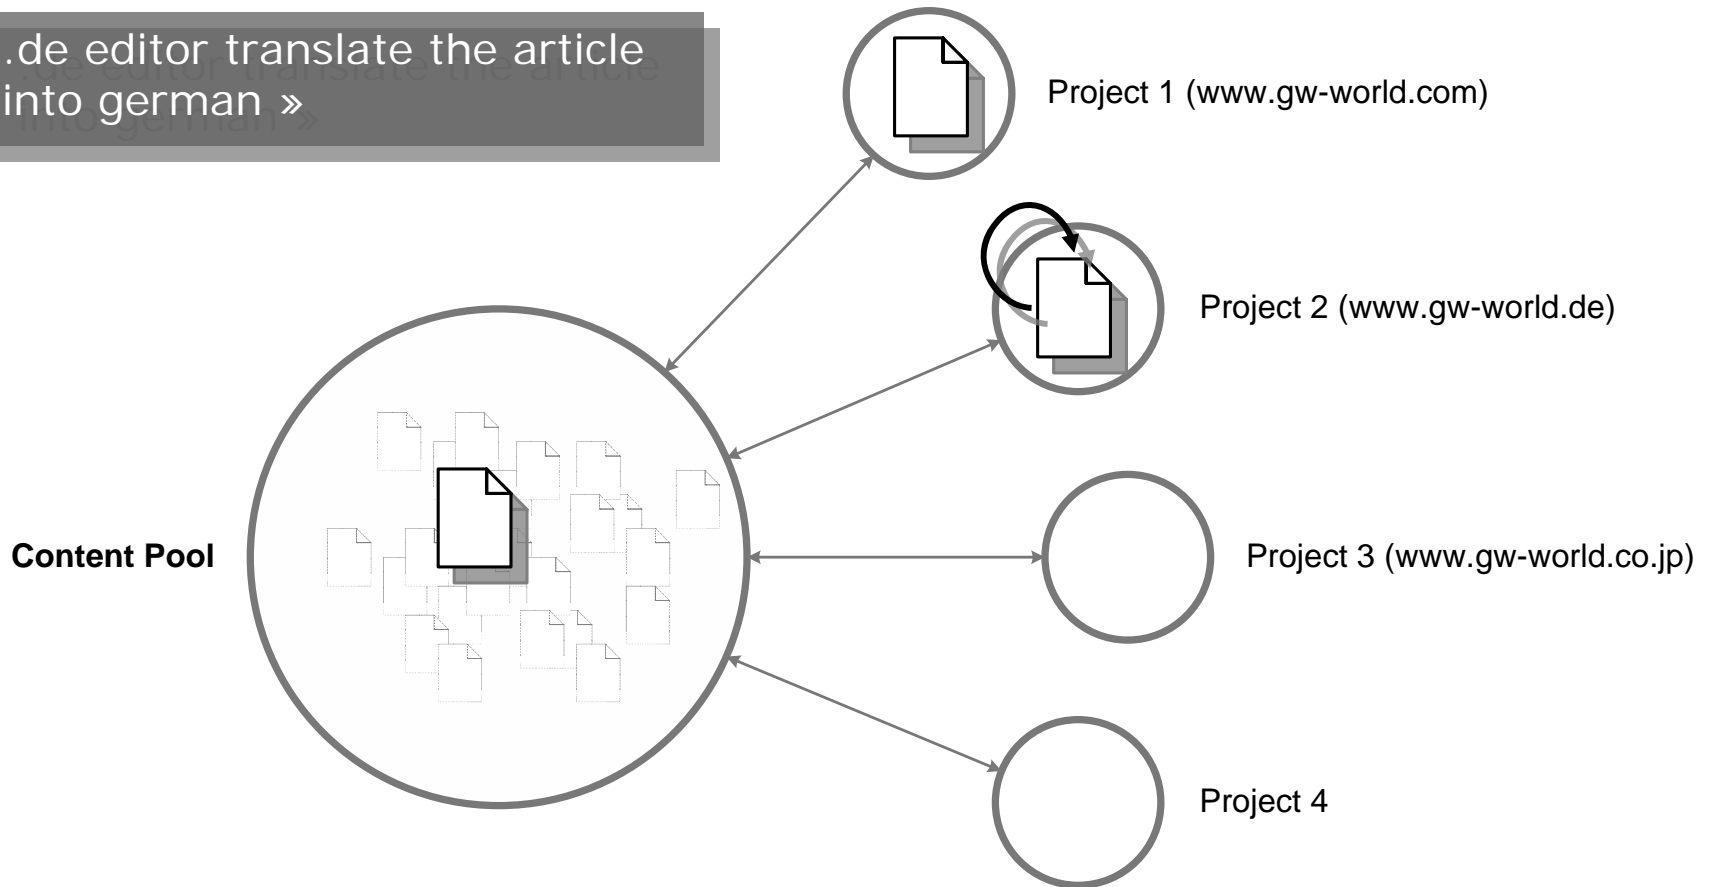 .de editor translate the article
into german »
Project 1 (www.gw-world.com)
Project 2 (www.gw-world.de)
Content Pool
Project 3 (www.gw-world.co.jp)
Project 4